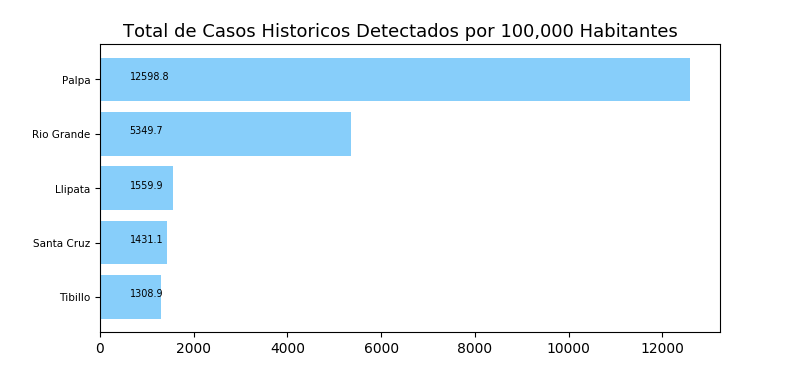 Total de Casos Historicos Detectados por 100,000 Habitantes
Palpa 12598.8
Rio Grande 5349.7
Llipata 1559.9
Santa Cruz 1431.1
Tibillo 1308.9
0 2000 4000 6000 8000 10000 12000